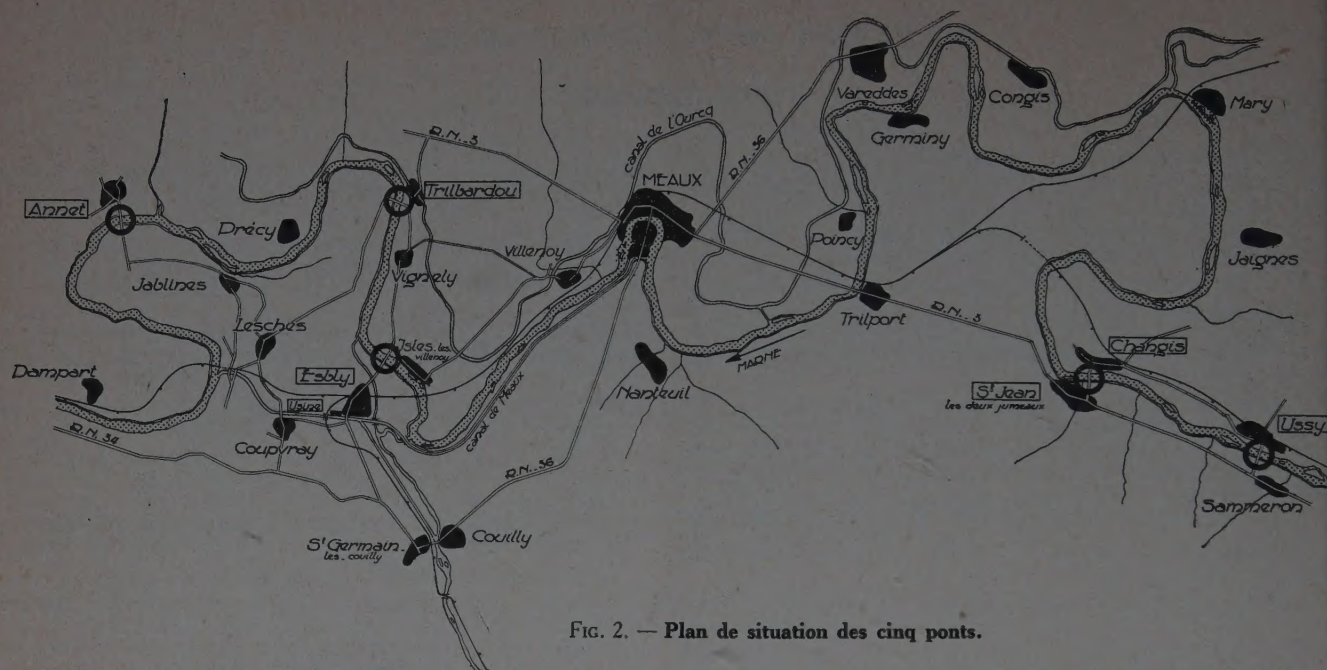 Vareddes
Congis
Mary
Germiny
R.N. 3
canal de l'Ourcq
R.N. 36
MEAUX
Annet
Trilbardou
Précy
Vignely
Villenoy
Poincy
Jaignes
Jablines
Lesches
Isles. les
villenoy
Trilport
R.N. 3
MARNE
Changis
Dampart
Esbly
Usine
Nanteuil
St Jean
les deux jumeaux
Ussy
R.N. 34
Coupvray
canal de Meaux
R.N. 36
Sammeron
St Germain.
les. couilly
Couilly
FIG. 2. — Plan de situation des cinq ponts.